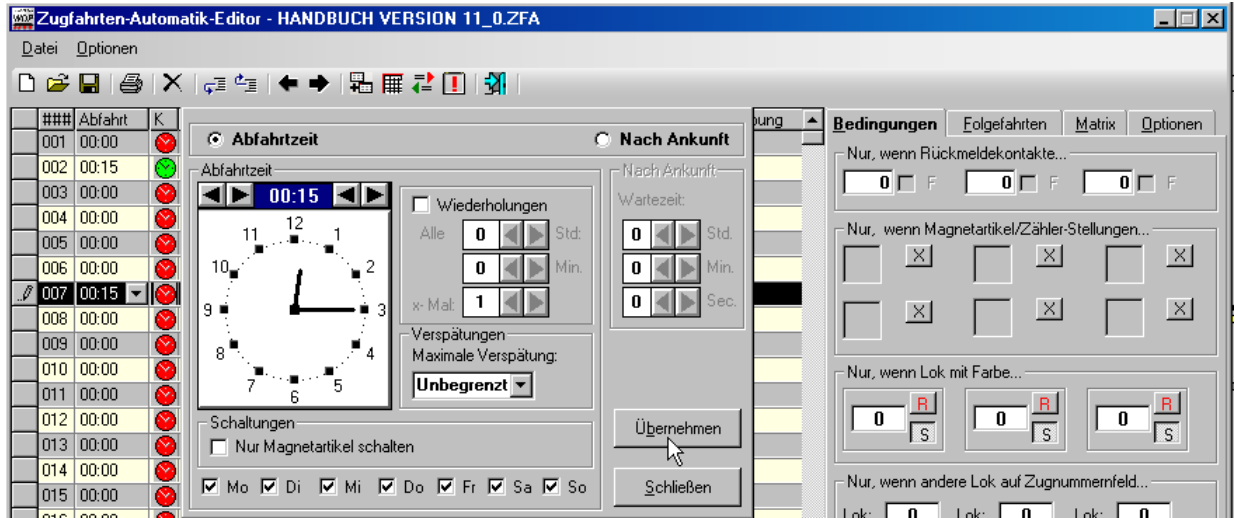 Zugfahrten-Automatik-Editor - HANDBUCH VERSION 11_0.ZFA
Datei Optionen
### Abfahrt K
001 00:00
002 00:15
003 00:00
004 00:00
005 00:00
006 00:00
007 00:15
008 00:00
009 00:00
010 00:00
011 00:00
012 00:00
013 00:00
014 00:00
015 00:00
Abfahrtzeit
Nach Ankunft
Abfahrtzeit
00:15
12
1
2
3
4
5
6
7
8
9
10
11
Wiederholungen
Alle 0 Std:
0 Min.
x- Mal: 1
Verspätungen
Maximale Verspätung:
Unbegrenzt
Nach Ankunft
Wartezeit:
0 Std.
0 Min.
0 Sec.
Schaltungen
Nur Magnetartikel schalten
Mo Di Mi Do Fr Sa So
Übernehmen
Schließen
Bedingungen Folgefahrten Matrix Optionen
Nur, wenn Rückmeldekontakte...
0 F 0 F 0 F
Nur, wenn Magnetartikel/Zähler-Stellungen...
X X X
X X X
Nur, wenn Lok mit Farbe...
0 R S 0 R S 0 R S
Nur, wenn andere Lok auf Zugnummernfeld...
Lok: 0 Lok: 0 Lok: 0